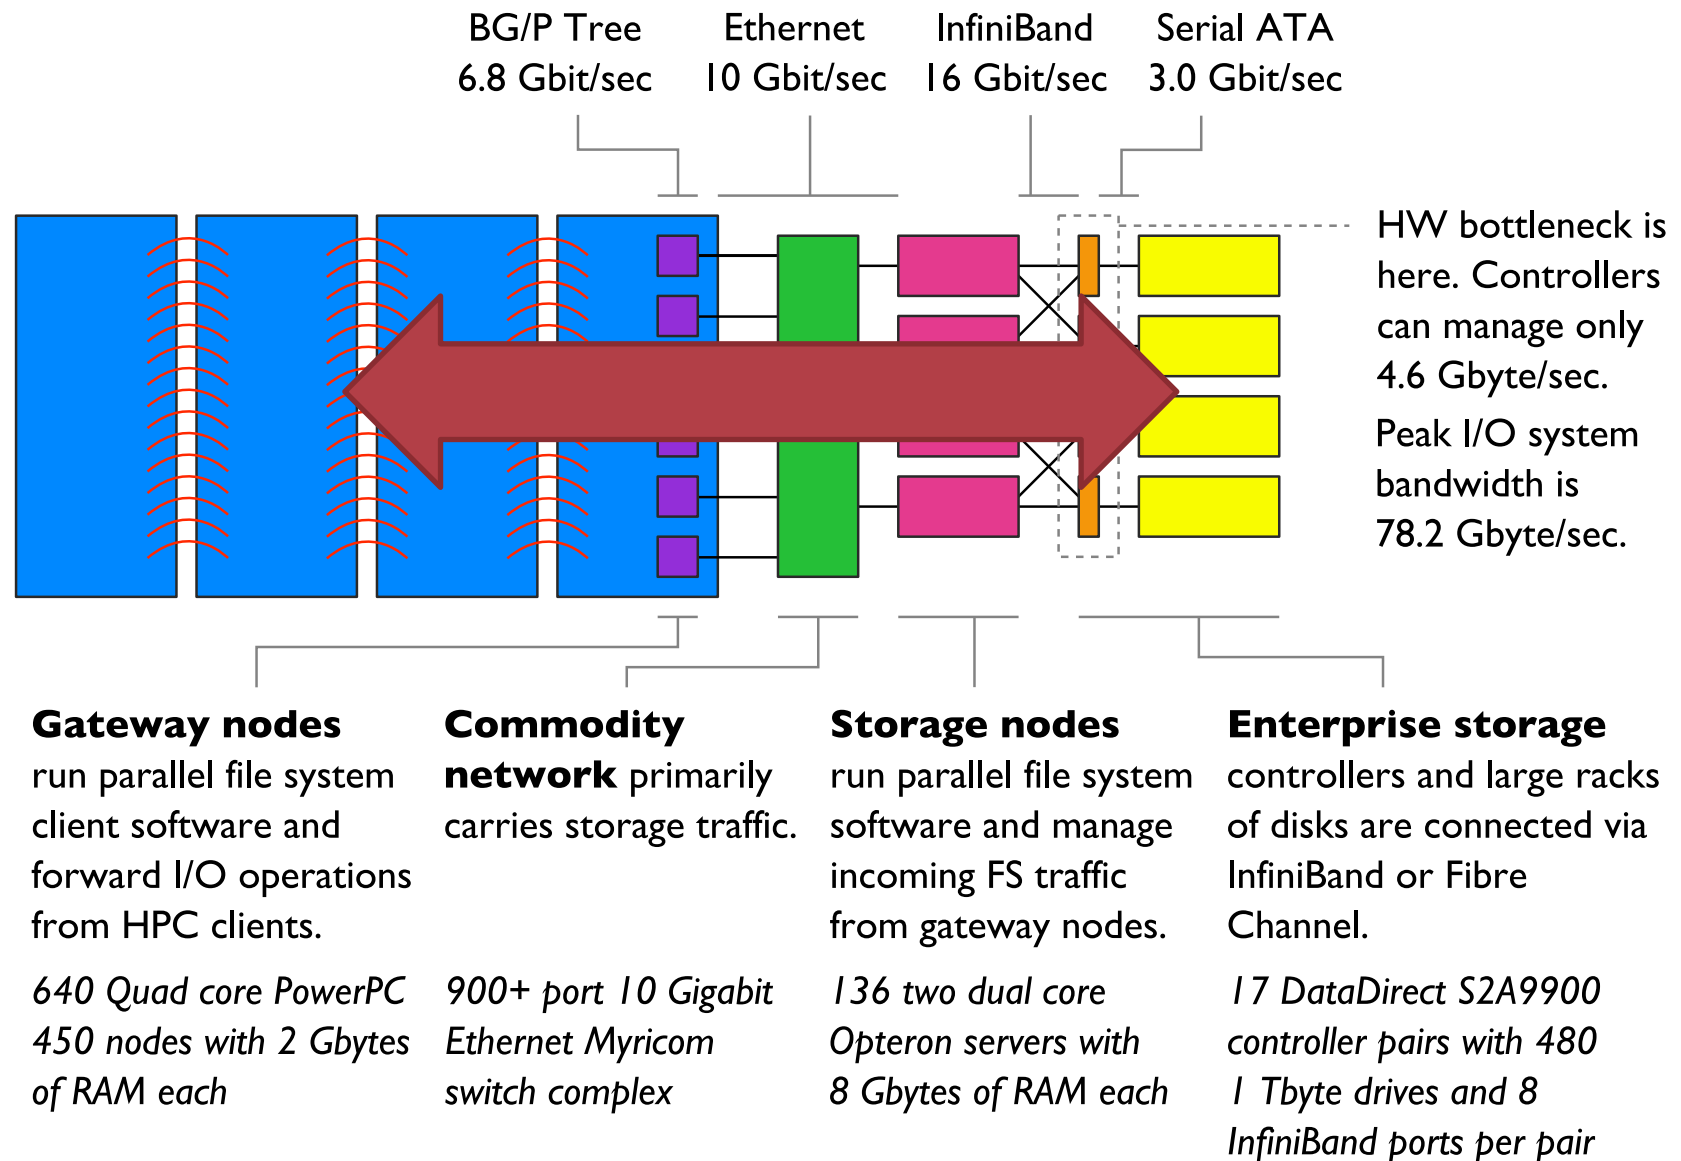 BG/P Tree
6.8 Gbit/sec
Ethernet
10 Gbit/sec
InfiniBand
16 Gbit/sec
Serial ATA
3.0 Gbit/sec
HW bottleneck is
here. Controllers
can manage only
4.6 Gbyte/sec.
Peak I/O system
bandwidth is
78.2 Gbyte/sec.
Gateway nodes
run parallel file system
client software and
forward I/O operations
from HPC clients.
640 Quad core PowerPC
450 nodes with 2 Gbytes
of RAM each
Commodity
network primarily
carries storage traffic.
900+ port 10 Gigabit
Ethernet Myricom
switch complex
Storage nodes
run parallel file system
software and manage
incoming FS traffic
from gateway nodes.
136 two dual core
Opteron servers with
8 Gbytes of RAM each
Enterprise storage
controllers and large racks
of disks are connected via
InfiniBand or Fibre
Channel.
17 DataDirect S2A9900
controller pairs with 480
1 Tbyte drives and 8
InfiniBand ports per pair